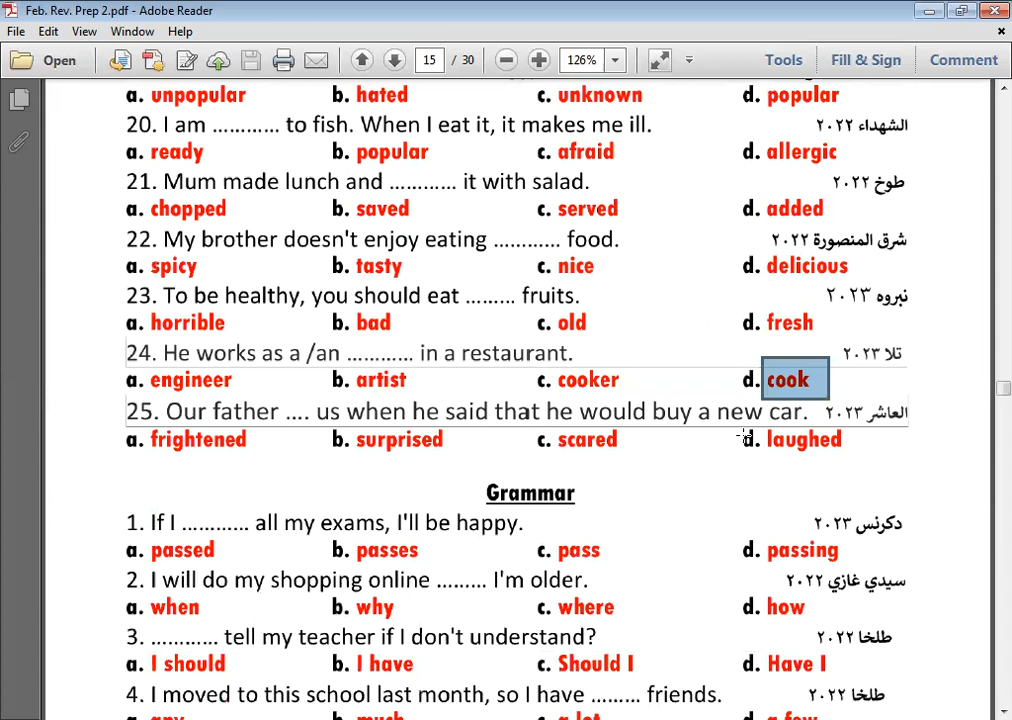 Feb. Rev. Prep 2.pdf - Adobe Reader
File Edit View Window Help
Open 15 / 30 126% Tools Fill & Sign Comment
a. unpopular b. hated c. unknown d. popular
20. I am ………… to fish. When I eat it, it makes me ill. الشهداء ٢٠٢٢
a. ready b. popular c. afraid d. allergic
21. Mum made lunch and ………… it with salad. طوخ ٢٠٢٢
a. chopped b. saved c. served d. added
22. My brother doesn't enjoy eating ………… food. شرق المنصورة ٢٠٢٢
a. spicy b. tasty c. nice d. delicious
23. To be healthy, you should eat ……… fruits. نبروه ٢٠٢٣
a. horrible b. bad c. old d. fresh
24. He works as a /an ………… in a restaurant. تلا ٢٠٢٣
a. engineer b. artist c. cooker d. cook
25. Our father .... us when he said that he would buy a new car. العاشر ٢٠٢٣
a. frightened b. surprised c. scared d. laughed
Grammar
1. If I ………… all my exams, I'll be happy. دكرنس ٢٠٢٣
a. passed b. passes c. pass d. passing
2. I will do my shopping online ……… I'm older. سيدي غازي ٢٠٢٢
a. when b. why c. where d. how
3. ………… tell my teacher if I don't understand? طلخا ٢٠٢٢
a. I should b. I have c. Should I d. Have I
4. I moved to this school last month, so I have ……… friends. طلخا ٢٠٢٢
a. any b. much c. a lot d. a few